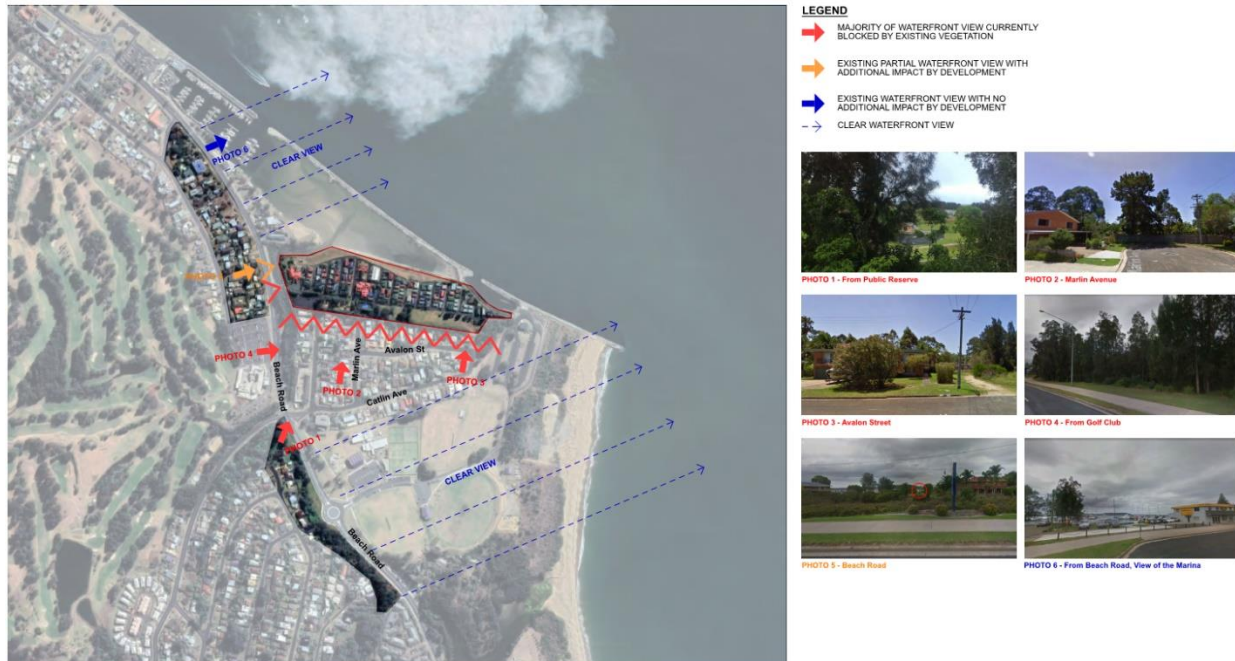 LEGEND
MAJORITY OF WATERFRONT VIEW CURRENTLY
BLOCKED BY EXISTING VEGETATION
EXISTING PARTIAL WATERFRONT VIEW WITH
ADDITIONAL IMPACT BY DEVELOPMENT
EXISTING WATERFRONT VIEW WITH NO
ADDITIONAL IMPACT BY DEVELOPMENT
CLEAR WATERFRONT VIEW
PHOTO 6
CLEAR VIEW
PHOTO 4
Beach Road
Marlin Ave
PHOTO 2
Avalon St
PHOTO 3
Catlin Ave
PHOTO 1
CLEAR VIEW
Beach Road
PHOTO 1 - From Public Reserve
PHOTO 2 - Marlin Avenue
PHOTO 3 - Avalon Street
PHOTO 4 - From Golf Club
PHOTO 5 - Beach Road
PHOTO 6 - From Beach Road, View of the Marina